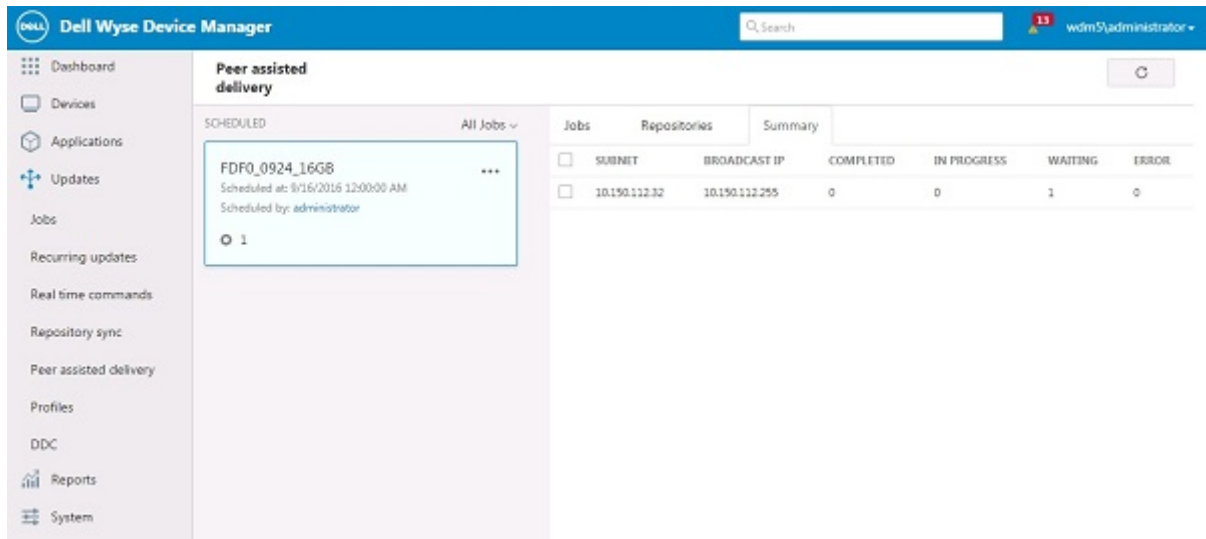 DELL Dell Wyse Device Manager
Search
13
wdm5\administrator
Dashboard
Devices
Applications
Updates
Jobs
Recurring updates
Real time commands
Repository sync
Peer assisted delivery
Profiles
DDC
Reports
System
Peer assisted
delivery
SCHEDULED All Jobs
FDF0_0924_16GB
Scheduled at: 9/16/2016 12:00:00 AM
Scheduled by: administrator
1
Jobs Repositories Summary
SUBNET BROADCAST IP COMPLETED IN PROGRESS WAITING ERROR
10.150.112.32 10.150.112.255 0 0 1 0